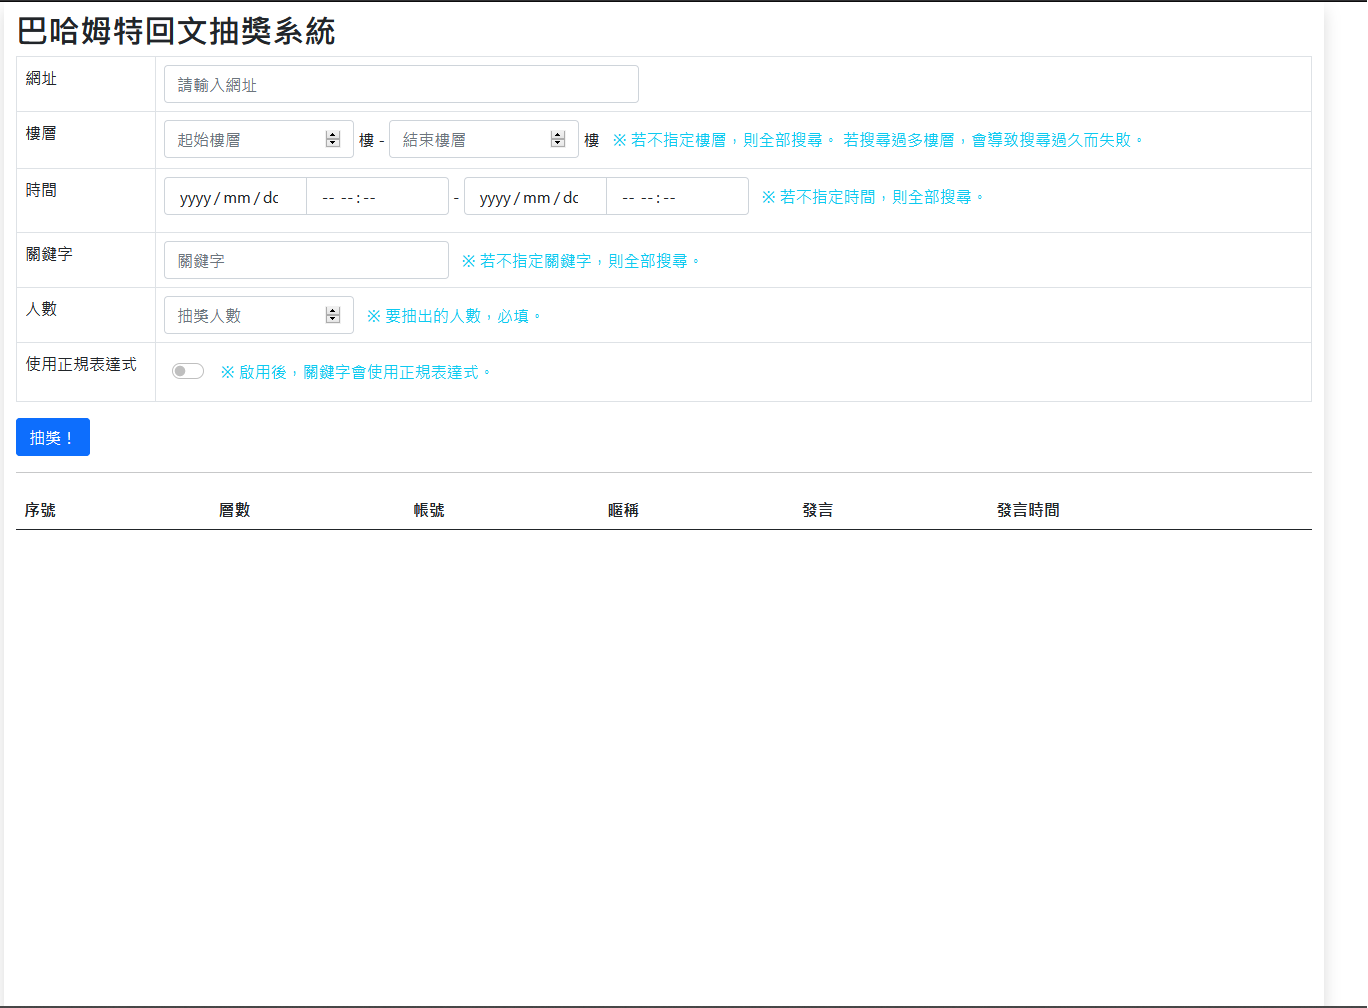 巴哈姆特回文抽獎系統
網址 請輸入網址
樓層 起始樓層 樓 - 結束樓層 樓 ※ 若不指定樓層，則全部搜尋。 若搜尋過多樓層，會導致搜尋過久而失敗。
時間 yyyy/mm/dd -- --:-- - yyyy/mm/dd -- --:-- ※ 若不指定時間，則全部搜尋。
關鍵字 關鍵字 ※ 若不指定關鍵字，則全部搜尋。
人數 抽獎人數 ※ 要抽出的人數，必填。
使用正規表達式 ※ 啟用後，關鍵字會使用正規表達式。
抽獎！
序號 層數 帳號 暱稱 發言 發言時間